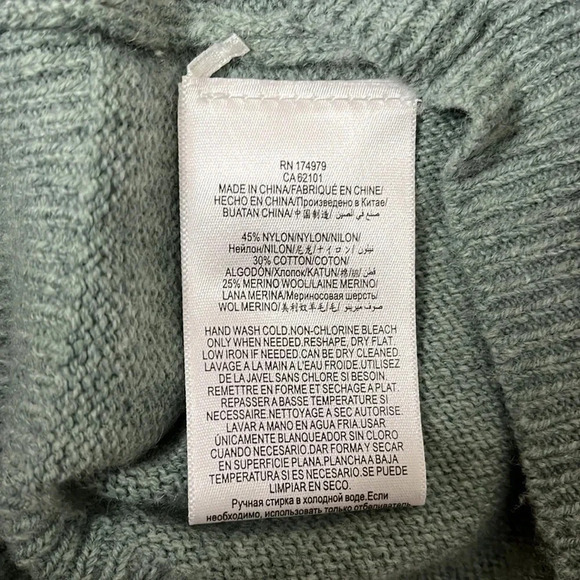 RN 174979
CA 62101
MADE IN CHINA/FABRIQUÉ EN CHINE/
HECHO EN CHINA/Произведено в Китае/
BUATAN CHINA/中国制造/ صنع في الصين/
45% NYLON/NYLON/NILON/
Нейлон/NILON/尼龙/ナイロン/ نيلون/
30% COTTON/COTON/
ALGODÓN/Хлопок/KATUN/棉/綿/ قطن/
25% MERINO WOOL/LAINE MERINO/
LANA MERINA/Мериносовая шерсть/
WOL MERINO/美利奴羊毛/毛/ صوف ميرينو/
HAND WASH COLD.NON-CHLORINE BLEACH
ONLY WHEN NEEDED.RESHAPE, DRY FLAT.
LOW IRON IF NEEDED.CAN BE DRY CLEANED.
LAVAGE A LA MAIN A L'EAU FROIDE.UTILISEZ
DE LA JAVEL SANS CHLORE SI BESOIN.
REMETTRE EN FORME ET SECHAGE A PLAT.
REPASSER A BASSE TEMPERATURE SI
NECESSAIRE.NETTOYAGE A SEC AUTORISE.
LAVAR A MANO EN AGUA FRIA.USAR
ÚNICAMENTE BLANQUEADOR SIN CLORO
CUANDO NECESARIO.DAR FORMA Y SECAR
EN SUPERFICIE PLANA.PLANCHA A BAJA
TEMPERATURA SI ES NECESARIO.SE PUEDE
LIMPIAR EN SECO.
Ручная стирка в холодной воде.Если
необходимо, использовать только отбеливатель